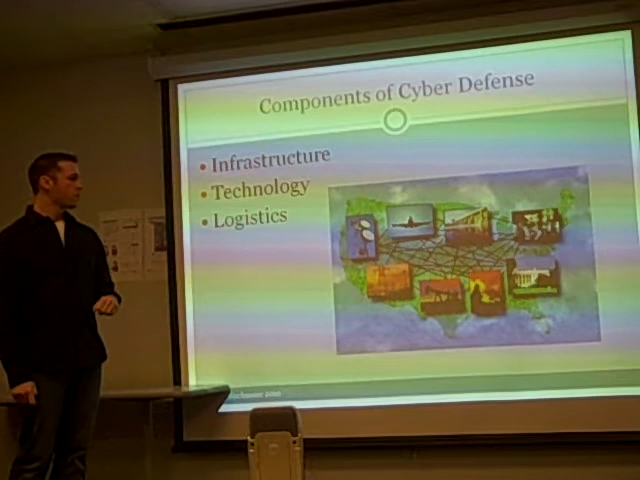 Components of Cyber Defense
• Infrastructure
• Technology
• Logistics